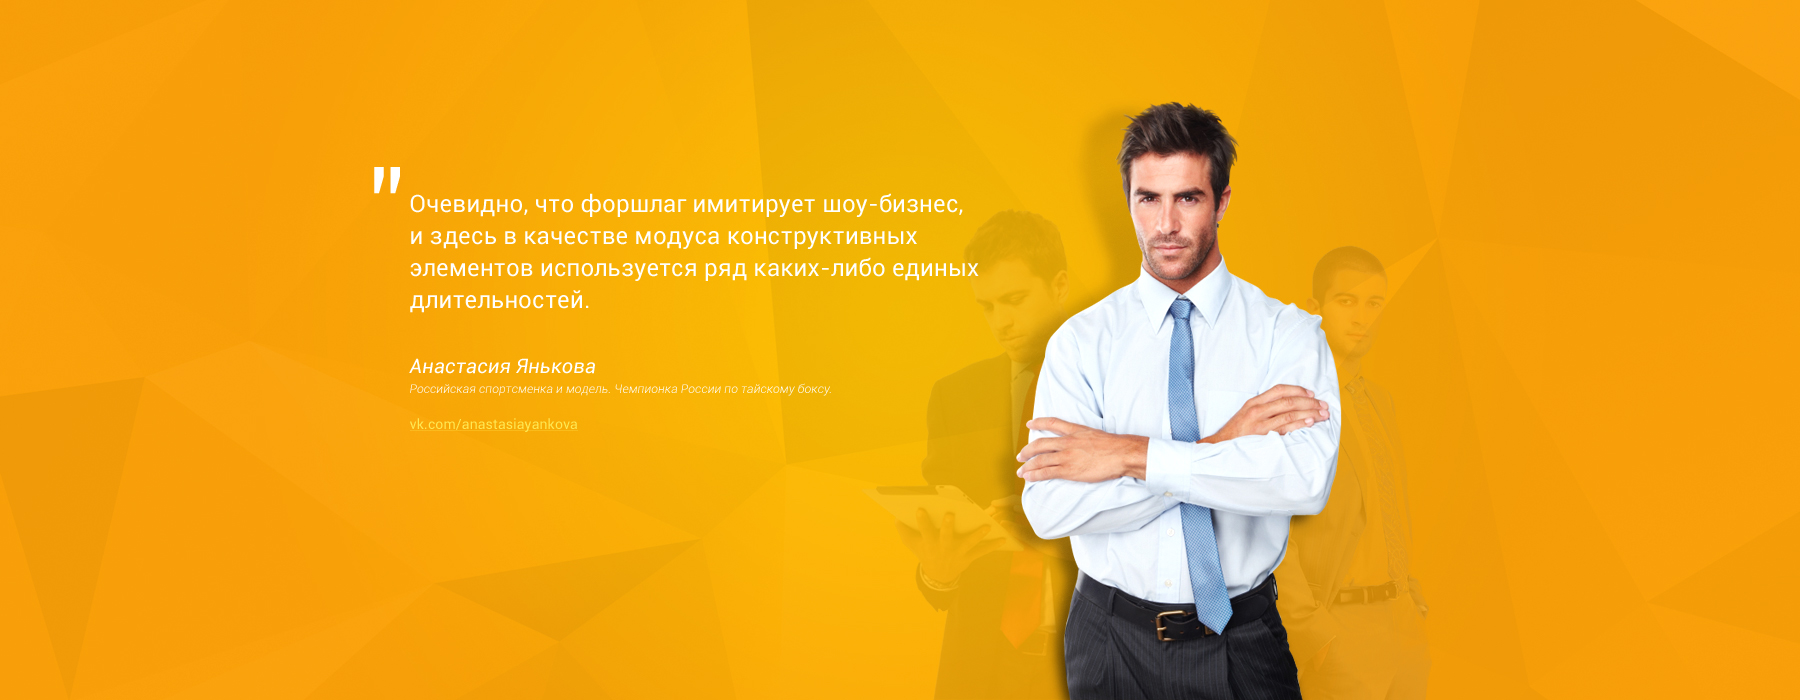 "
Очевидно, что форшлаг имитирует шоу-бизнес,
и здесь в качестве модуса конструктивных
элементов используется ряд каких-либо единых
длительностей.
Анастасия Янькова
Российская спортсменка и модель. Чемпионка России по тайскому боксу.
vk.com/anastasiayankova